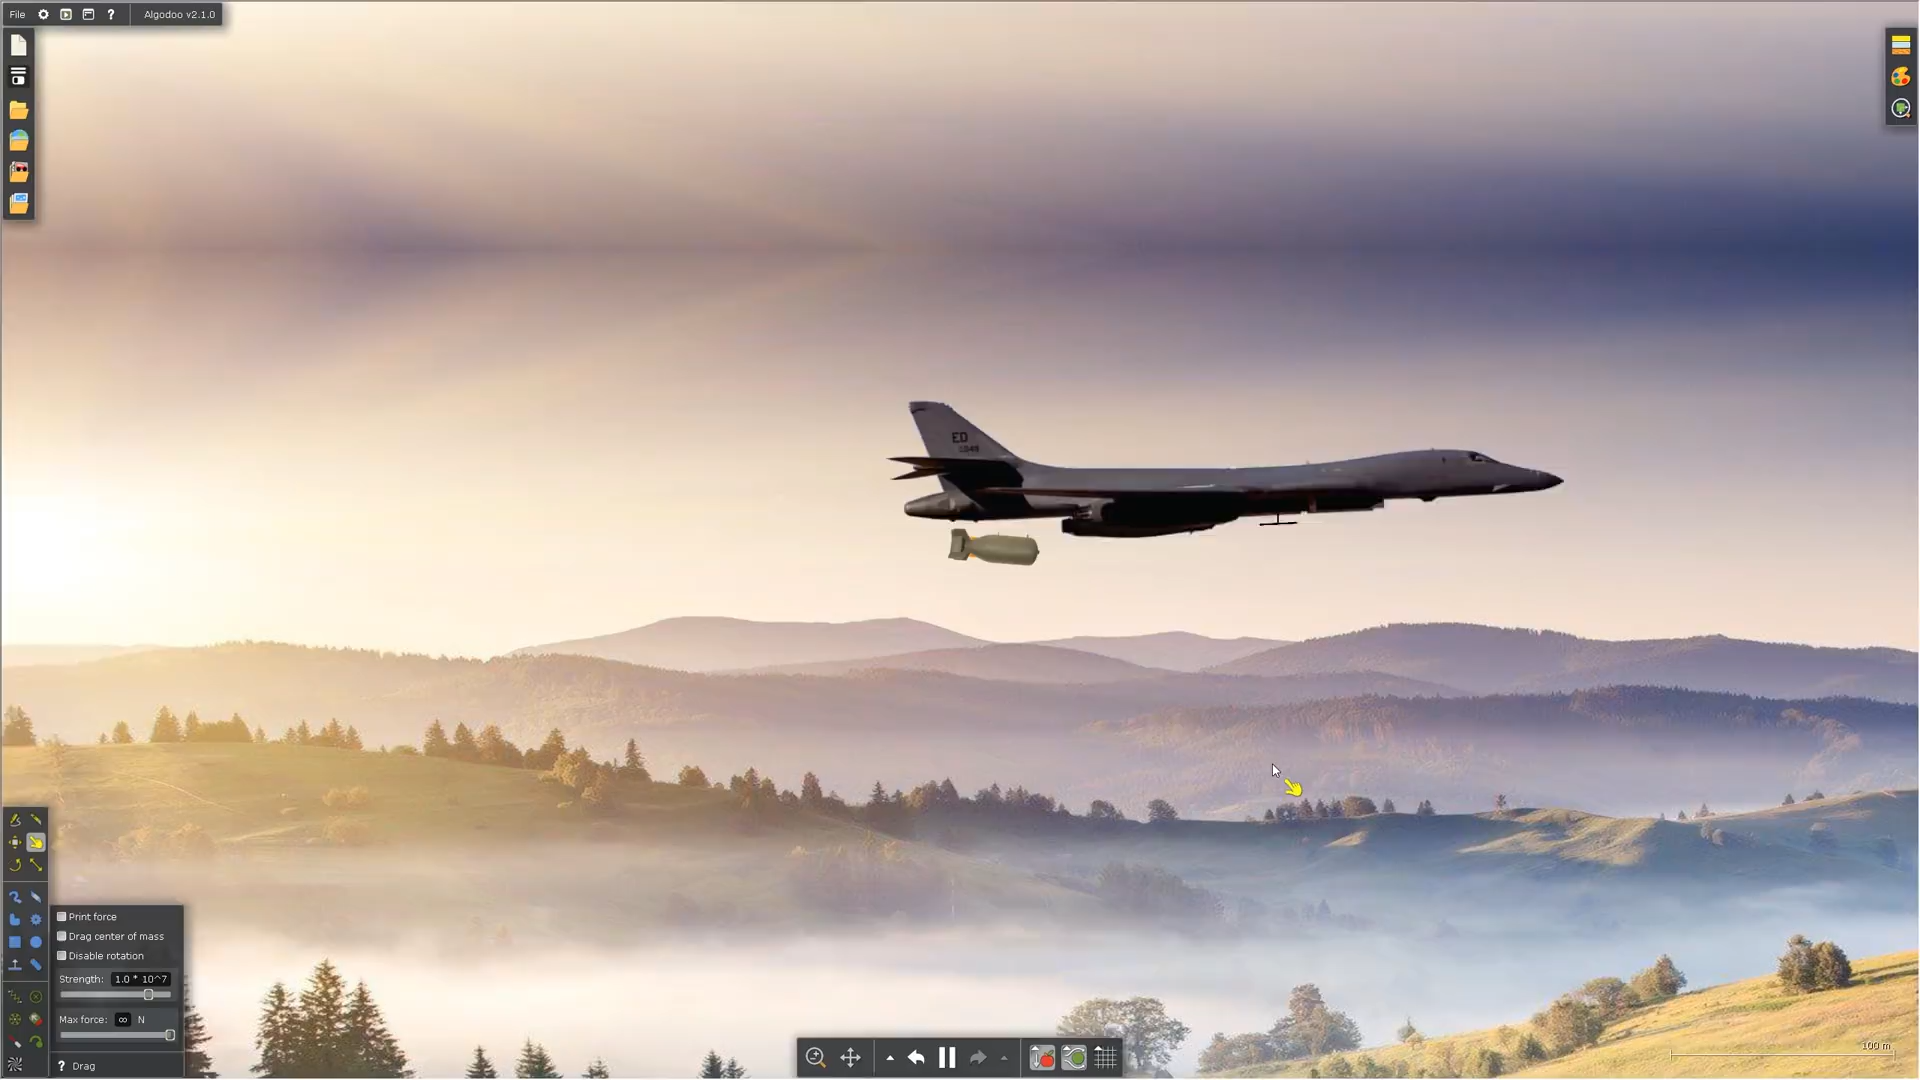 File
?
Algodoo v2.1.0
ED
Print force
Drag center of mass
Disable rotation
Strength: 1.0 * 10^7
Max force: ∞ N
? Drag
100 m